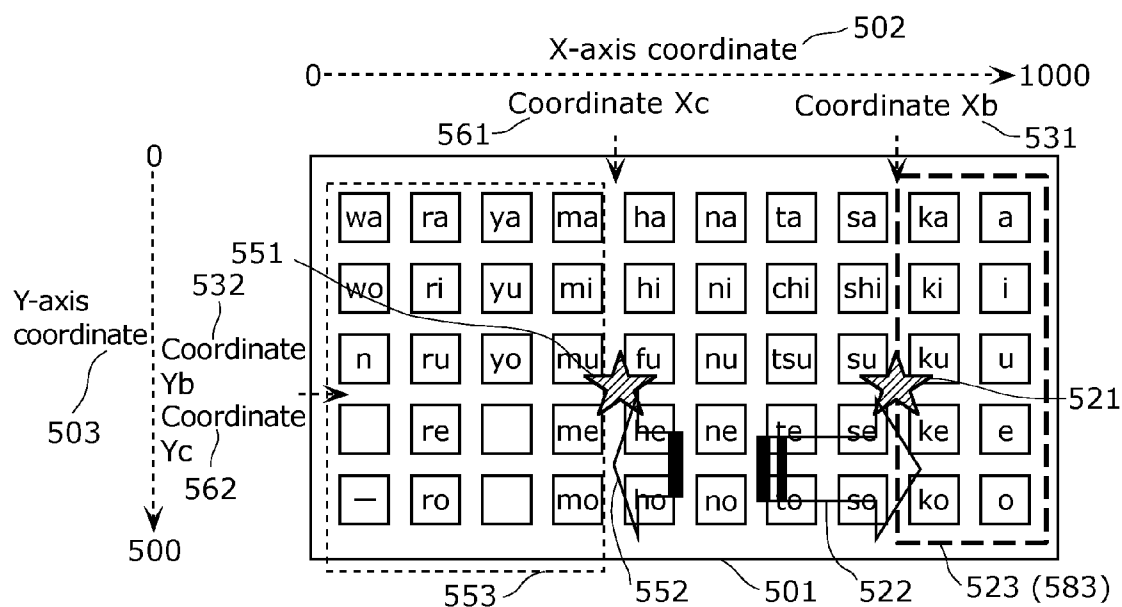 X-axis coordinate 502
0 1000
Coordinate Xc Coordinate Xb
561 531
0
wa ra ya ma ha na ta sa ka a
551
wo ri yu mi hi ni chi shi ki i
532
Y-axis
coordinate
n ru yo mu fu nu tsu su ku u
Coordinate
Yb
521
Coordinate
Yc
503
re me he ne te se ke e
562
— ro mo ho no to so ko o
500
553 552 501 522 523 (583)